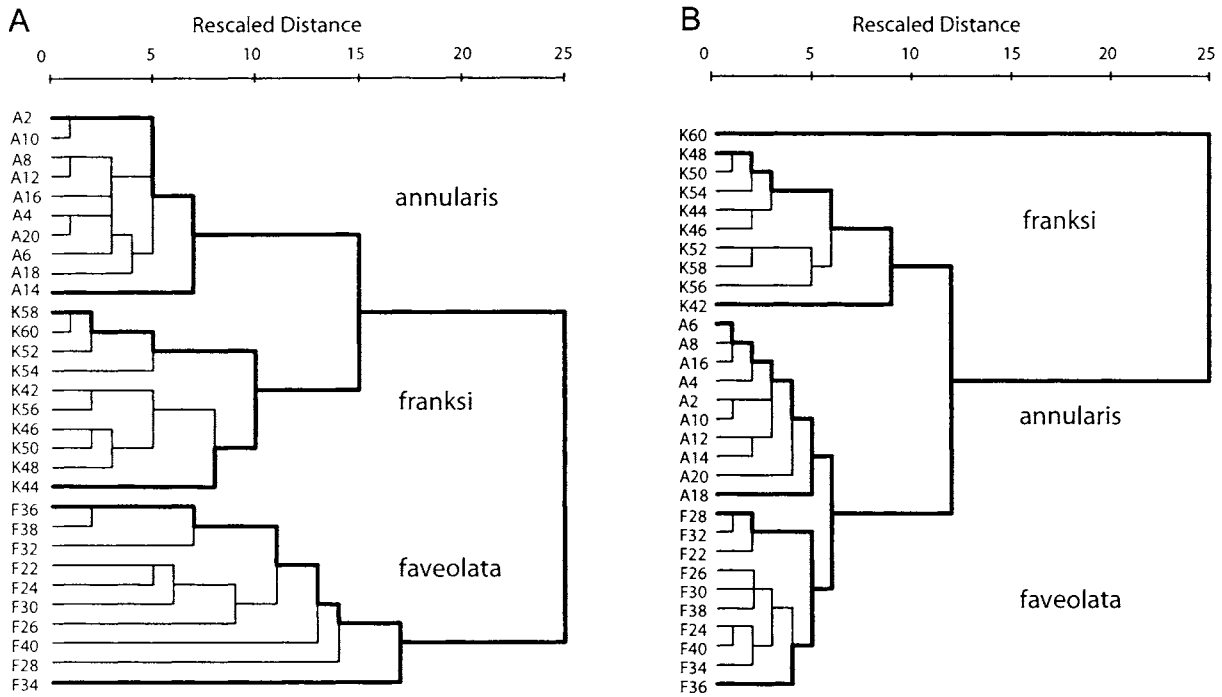 A
Rescaled Distance
0 5 10 15 20 25
A2
A10
A8
A12
A16
A4
A20
A6
A18
A14
annularis
K58
K60
K52
K54
K42
K56
K46
K50
K48
K44
franksi
F36
F38
F32
F22
F24
F30
F26
F40
F28
F34
faveolata
B
Rescaled Distance
0 5 10 15 20 25
K60
K48
K50
K54
K44
K46
K52
K58
K56
K42
franksi
A6
A8
A16
A4
A2
A10
A12
A14
A20
A18
annularis
F28
F32
F22
F26
F30
F38
F24
F40
F34
F36
faveolata